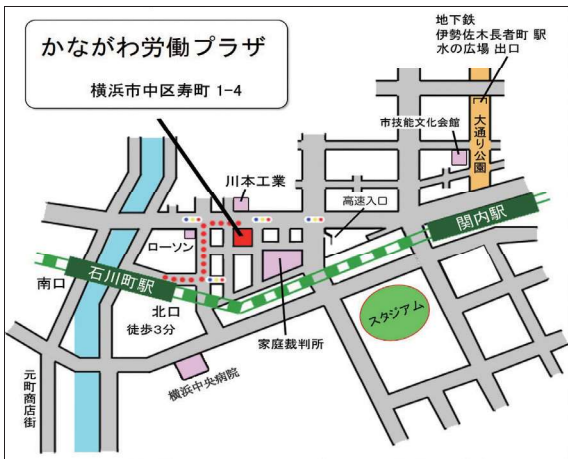 かながわ労働プラザ
横浜市中区寿町 1-4
地下鉄
伊勢佐木長者町 駅
水の広場 出口
市技能文化会館
大通り公園
川本工業
高速入口
関内駅
ローソン
石川町駅
南口
北口
徒歩3分
家庭裁判所
スタジアム
横浜中央病院
元町商店街